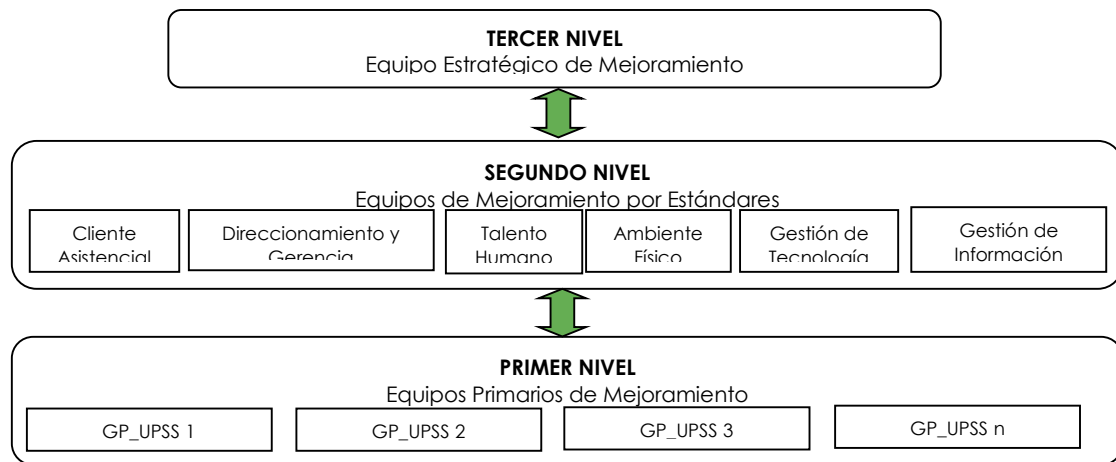 TERCER NIVEL
Equipo Estratégico de Mejoramiento
SEGUNDO NIVEL
Equipos de Mejoramiento por Estándares
Cliente
Asistencial
Direccionamiento y
Gerencia
Talento
Humano
Ambiente
Físico
Gestión de
Tecnología
Gestión de
Información
PRIMER NIVEL
Equipos Primarios de Mejoramiento
GP_UPSS 1
GP_UPSS 2
GP_UPSS 3
GP_UPSS n